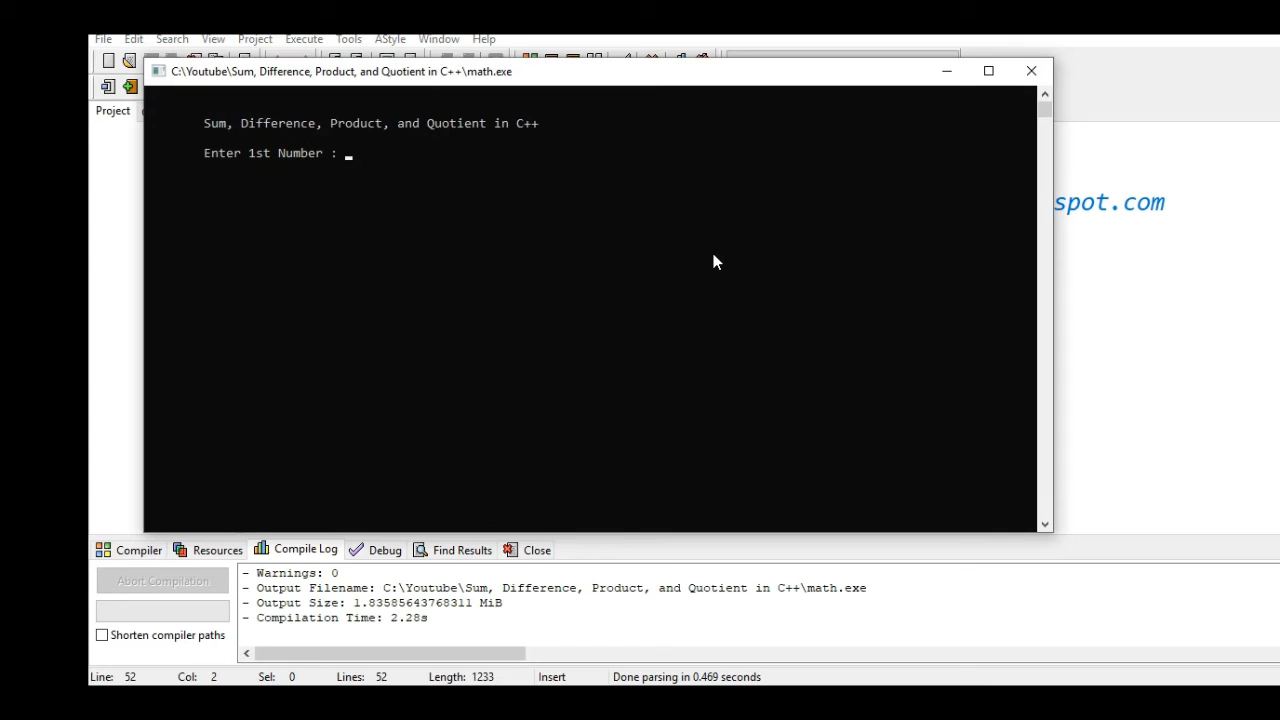 File Edit Search View Project Execute Tools AStyle Window Help
C:\Youtube\Sum, Difference, Product, and Quotient in C++\math.exe
Project
Sum, Difference, Product, and Quotient in C++
Enter 1st Number :
spot.com
Compiler Resources Compile Log Debug Find Results Close
Abort Compilation
Shorten compiler paths
- Warnings: 0
- Output Filename: C:\Youtube\Sum, Difference, Product, and Quotient in C++\math.exe
- Output Size: 1.83585643768311 MiB
- Compilation Time: 2.28s
Line: 52 Col: 2 Sel: 0 Lines: 52 Length: 1233 Insert Done parsing in 0.469 seconds